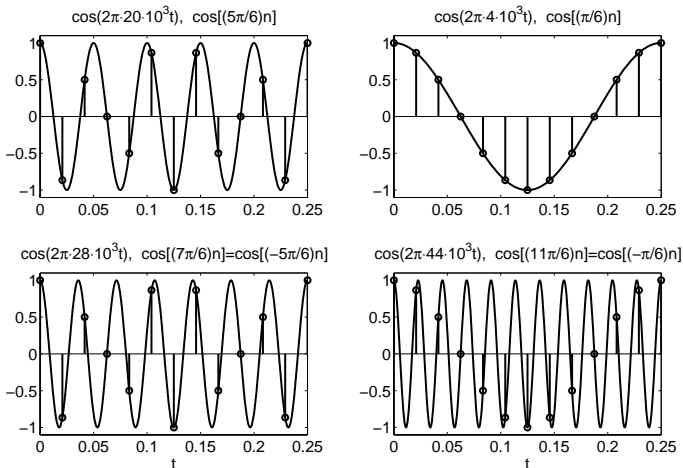 cos(2π·20·10³t),  cos[(5π/6)n]
1
0.5
0
−0.5
−1
0 0.05 0.1 0.15 0.2 0.25
cos(2π·4·10³t),  cos[(π/6)n]
1
0.5
0
−0.5
−1
0 0.05 0.1 0.15 0.2 0.25
cos(2π·28·10³t),  cos[(7π/6)n]=cos[(−5π/6)n]
1
0.5
0
−0.5
−1
0 0.05 0.1 0.15 0.2 0.25
t
cos(2π·44·10³t),  cos[(11π/6)n]=cos[(−π/6)n]
1
0.5
0
−0.5
−1
0 0.05 0.1 0.15 0.2 0.25
t